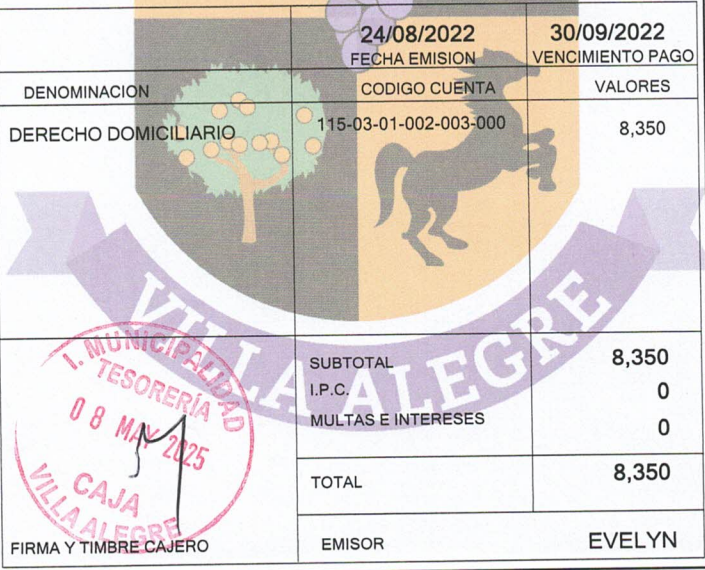 24/08/2022 30/09/2022
FECHA EMISION VENCIMIENTO PAGO
DENOMINACION CODIGO CUENTA VALORES
DERECHO DOMICILIARIO 115-03-01-002-003-000 8,350
VILLA ALEGRE
SUBTOTAL 8,350
I.P.C. 0
MULTAS E INTERESES 0
TOTAL 8,350
I. MUNICIPALIDAD
TESORERÍA
08 MAY 2025
CAJA
VILLA ALEGRE
FIRMA Y TIMBRE CAJERO EMISOR EVELYN